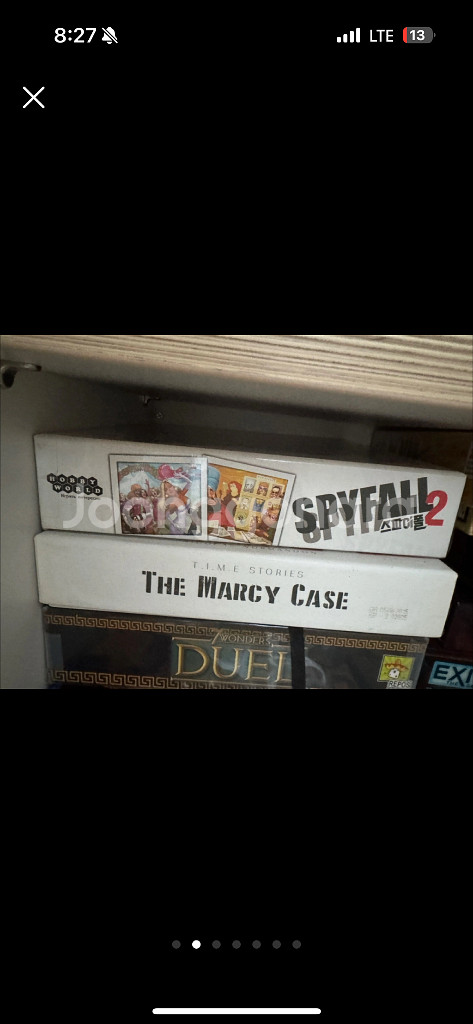 8:27
LTE
13
HOBBY
WORLD
SPYFALL 2
스파이폴
T.I.M.E STORIES
THE MARCY CASE
7 WONDERS
DUEL
REPOS
EXI